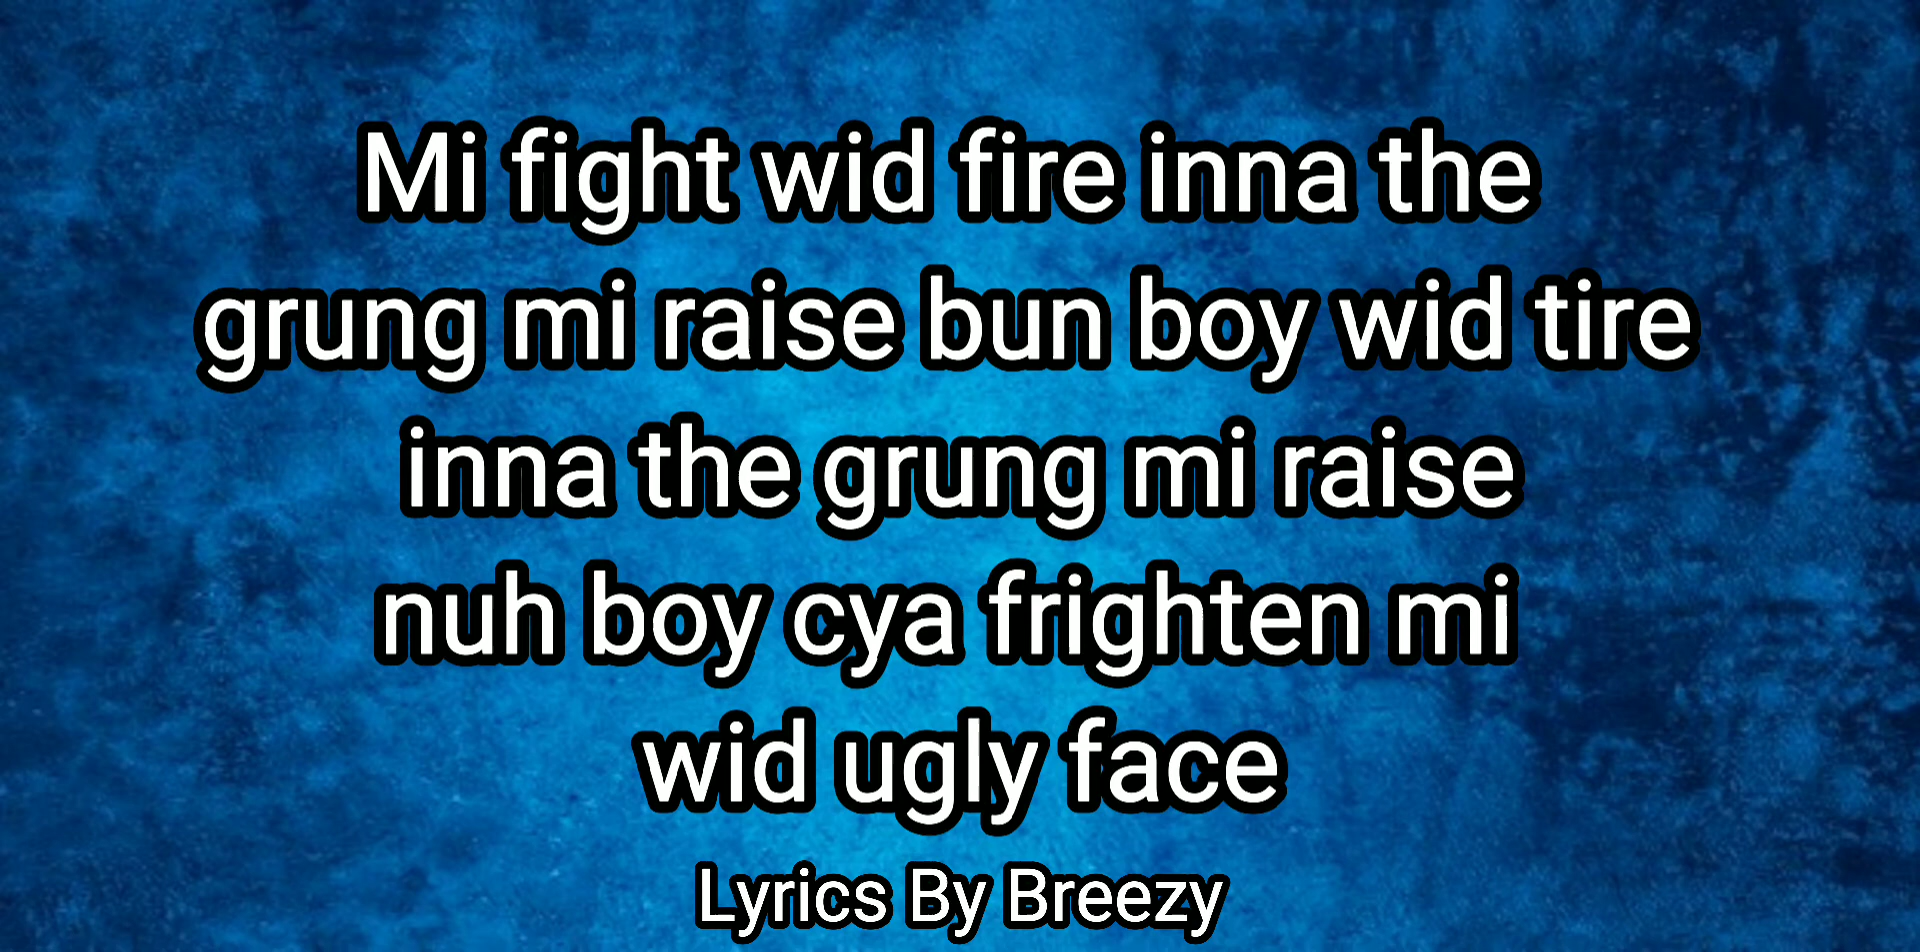 Mi fight wid fire inna the
grung mi raise bun boy wid tire
inna the grung mi raise
nuh boy cya frighten mi
wid ugly face
Lyrics By Breezy